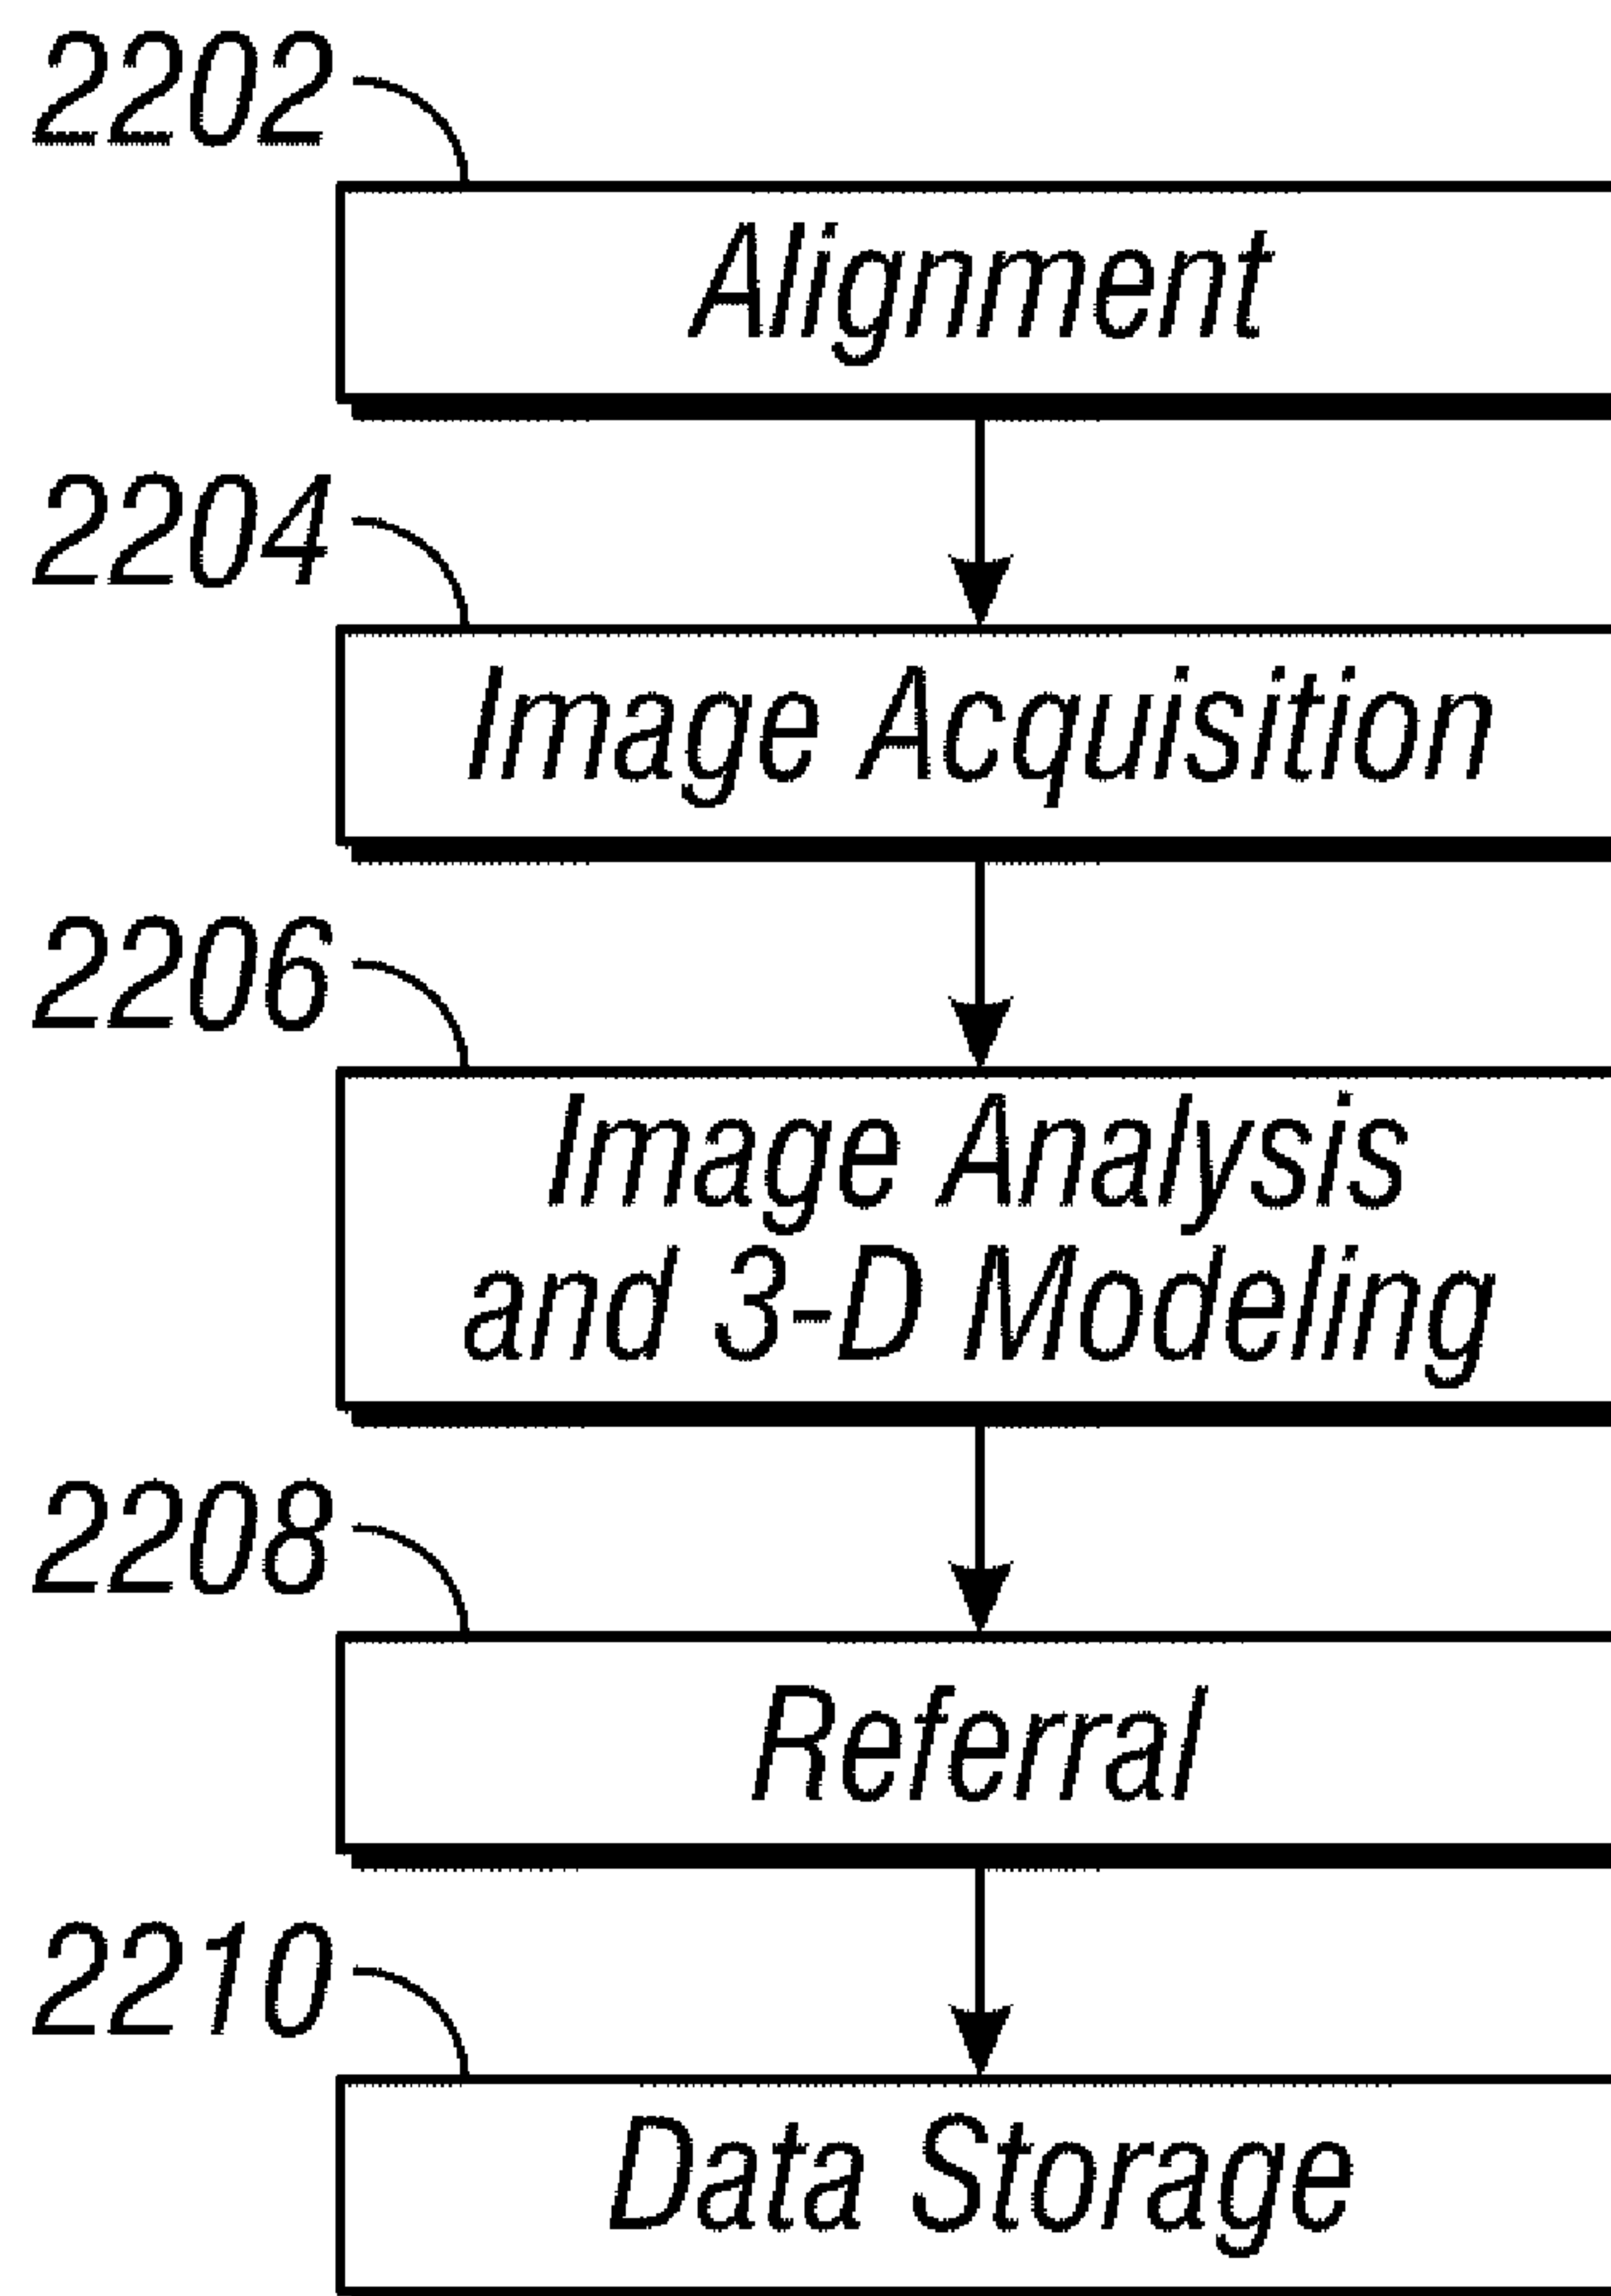 2202
Alignment
2204
Image Acquisition
2206
Image Analysis
and 3-D Modeling
2208
Referral
2210
Data Storage